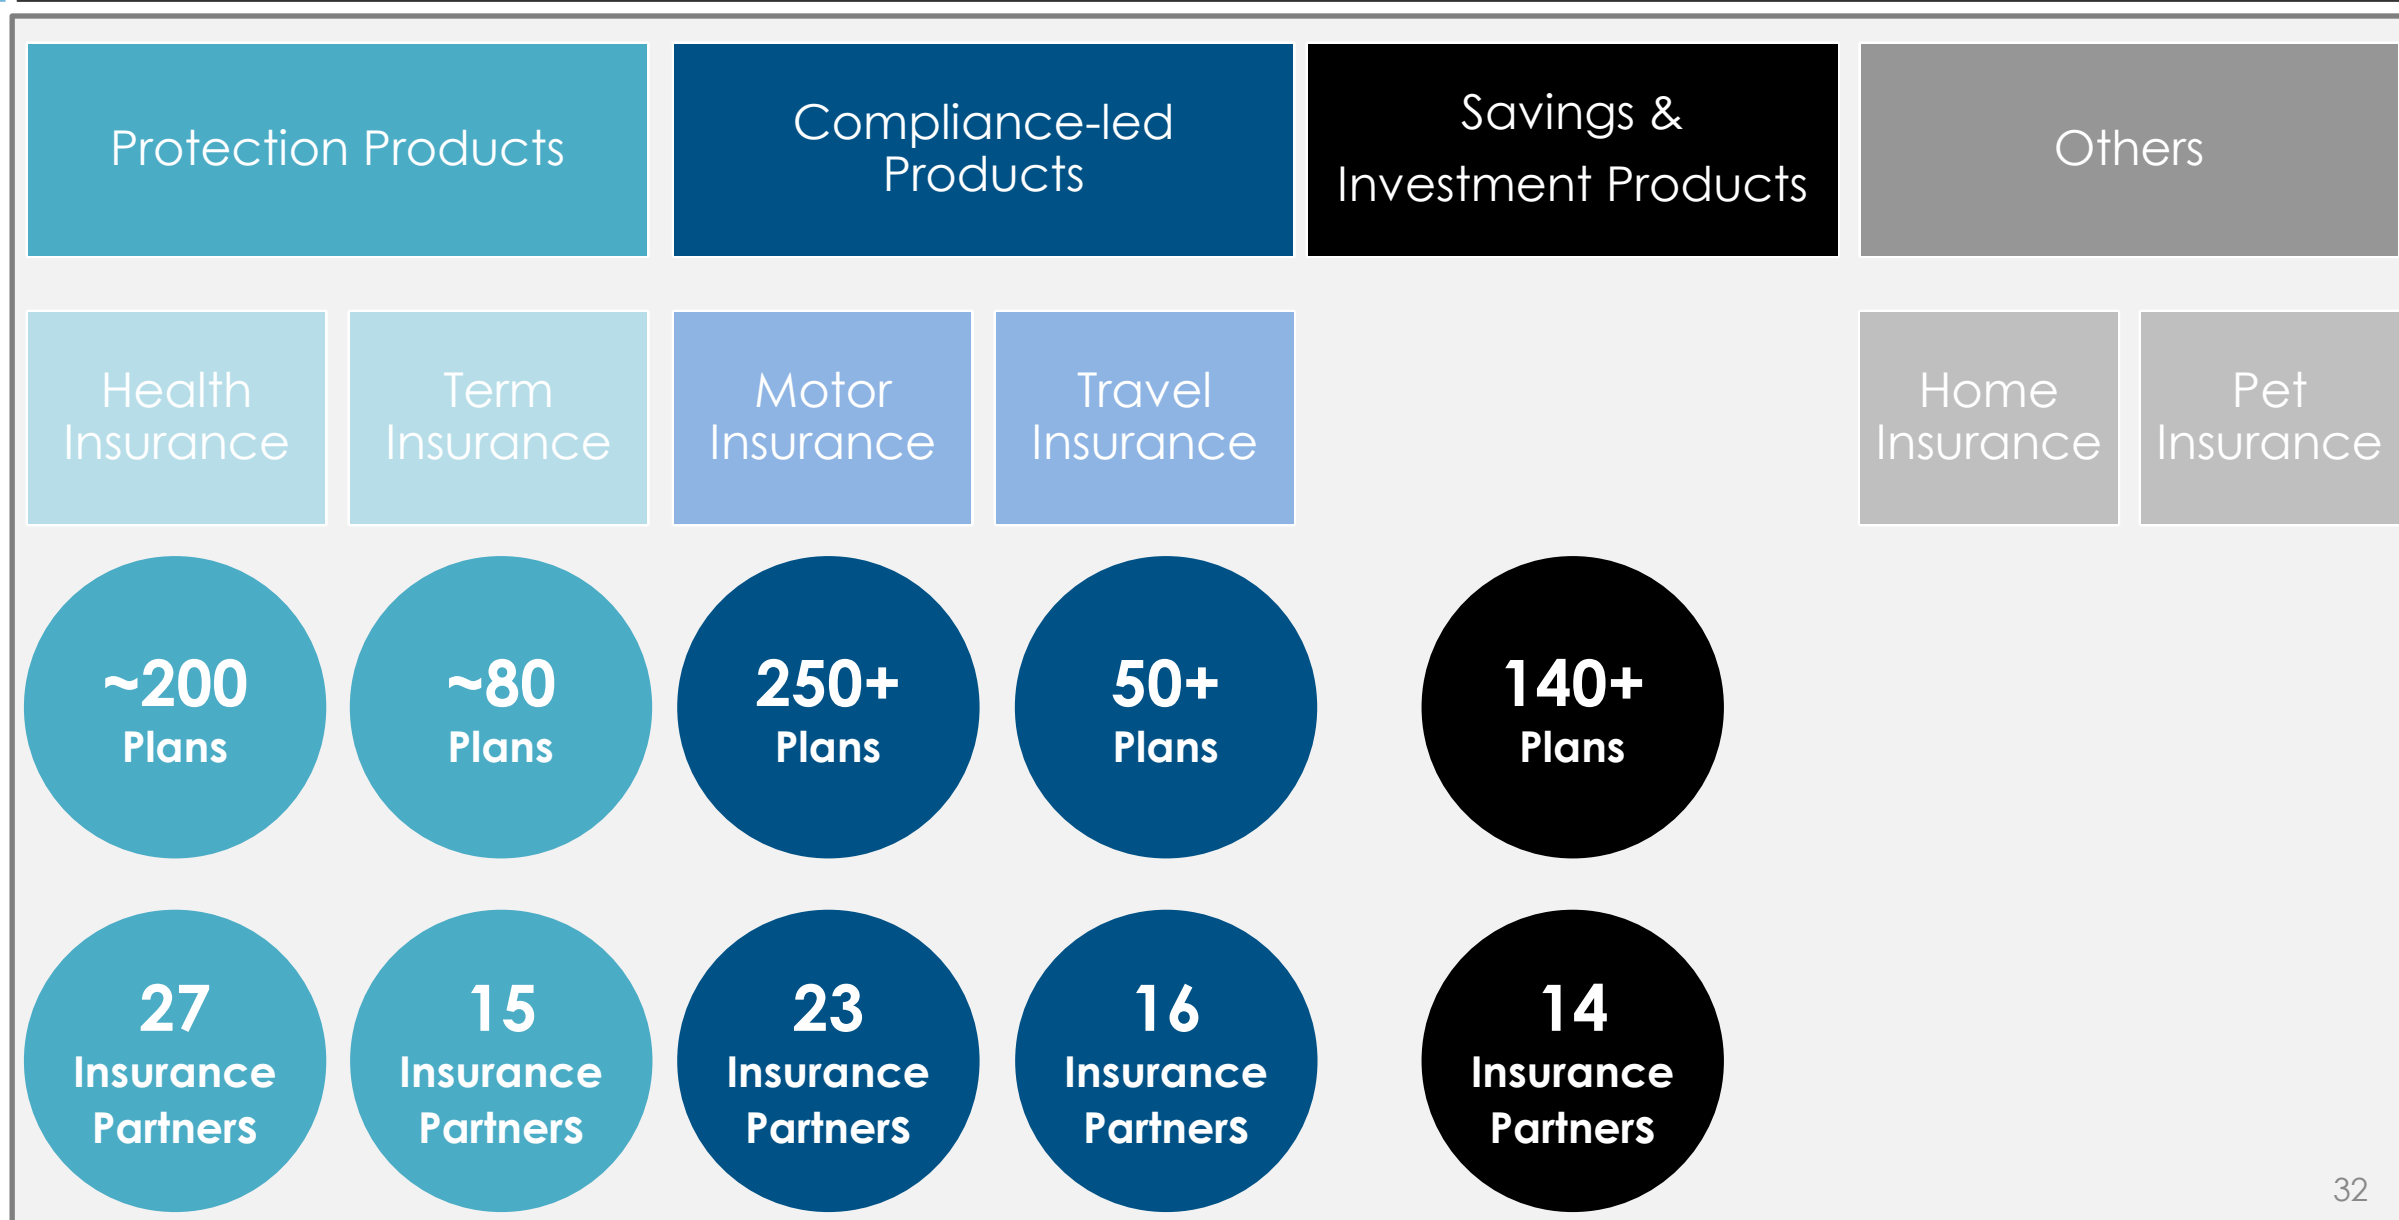 Protection Products
Compliance-led
Products
Savings &
Investment Products
Others
Health
Insurance
Term
Insurance
Motor
Insurance
Travel
Insurance
Home
Insurance
Pet
Insurance
~200
Plans
~80
Plans
250+
Plans
50+
Plans
140+
Plans
27
Insurance
Partners
15
Insurance
Partners
23
Insurance
Partners
16
Insurance
Partners
14
Insurance
Partners
32